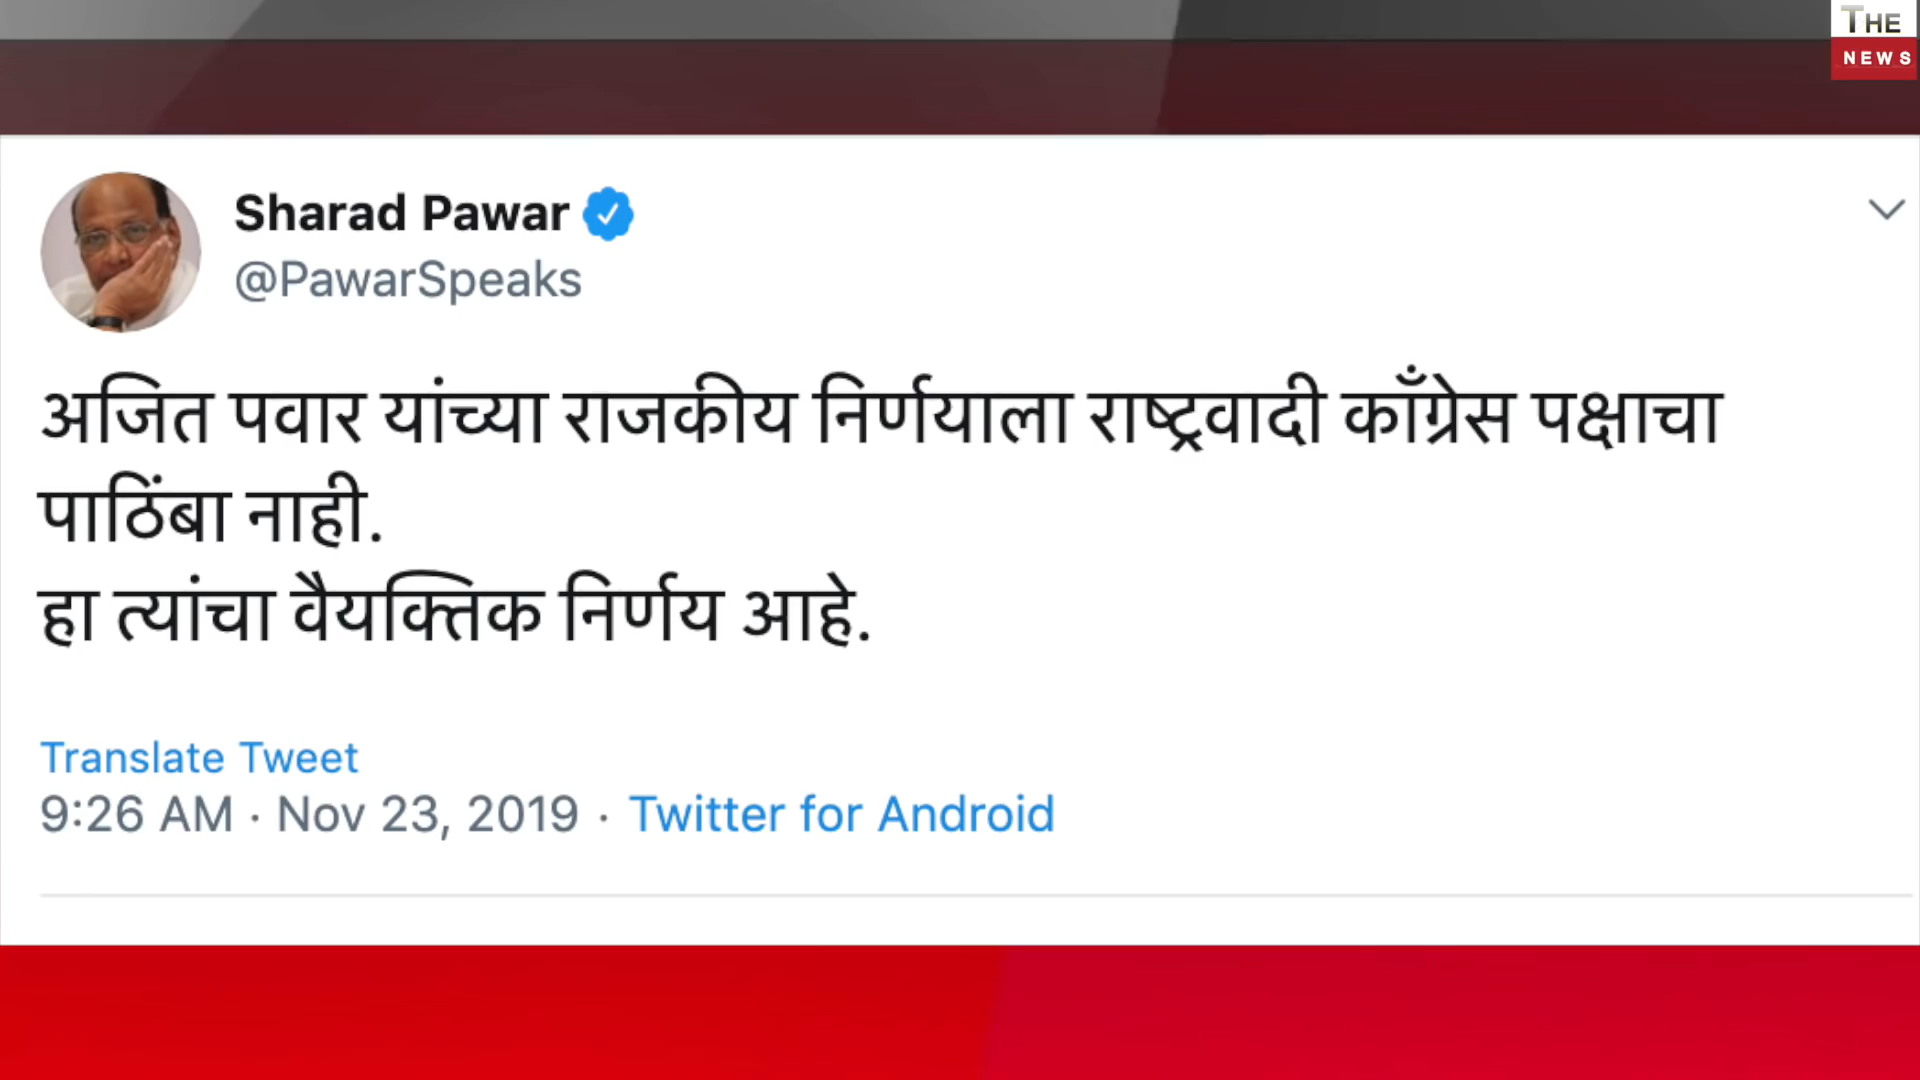 THE
NEWS
Sharad Pawar
@PawarSpeaks
अजित पवार यांच्या राजकीय निर्णयाला राष्ट्रवादी काँग्रेस पक्षाचा
पाठिंबा नाही.
हा त्यांचा वैयक्तिक निर्णय आहे.
Translate Tweet
9:26 AM · Nov 23, 2019 · Twitter for Android